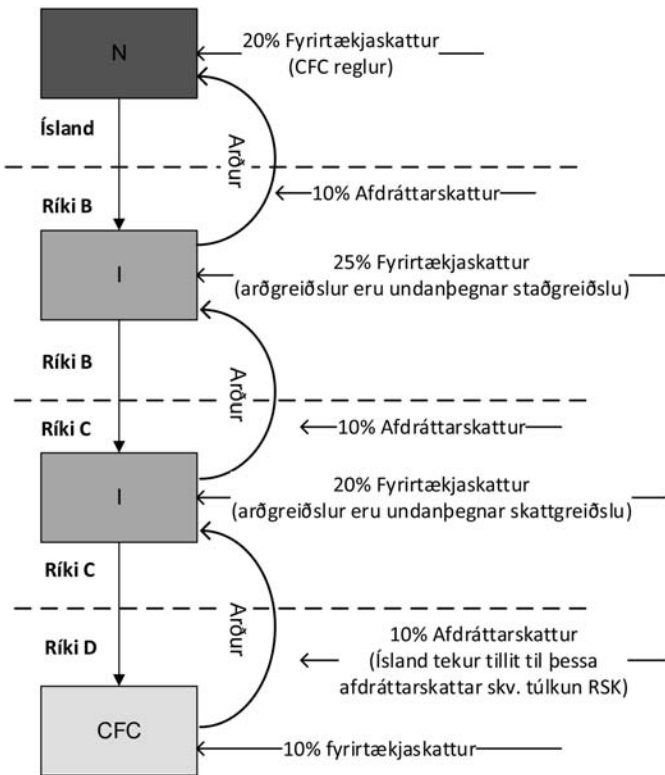 N
20% Fyrirtækjaskattur
(CFC reglur)
Ísland
Arður
Ríki B
10% Afdráttarskattur
I
25% Fyrirtækjaskattur
(arðgreiðslur eru undanþegnar staðgreiðslu)
Ríki B
Arður
Ríki C
10% Afdráttarskattur
I
20% Fyrirtækjaskattur
(arðgreiðslur eru undanþegnar skattgreiðslu)
Ríki C
Arður
Ríki D
10% Afdráttarskattur
(Ísland tekur tillit til þessa
afdráttarskattar skv. túlkun RSK)
CFC
10% fyrirtækjaskattur